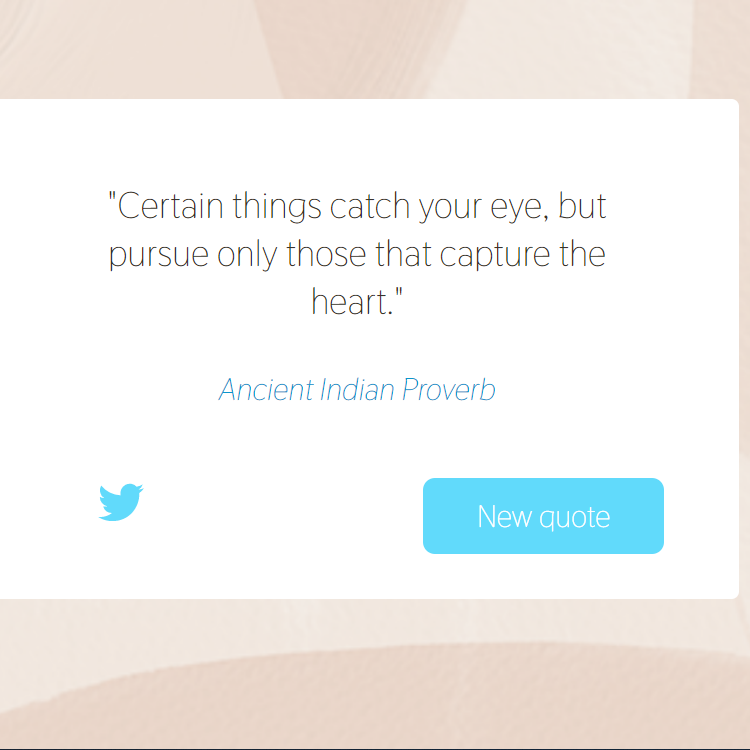 "Certain things catch your eye, but
pursue only those that capture the
heart."
Ancient Indian Proverb
New quote